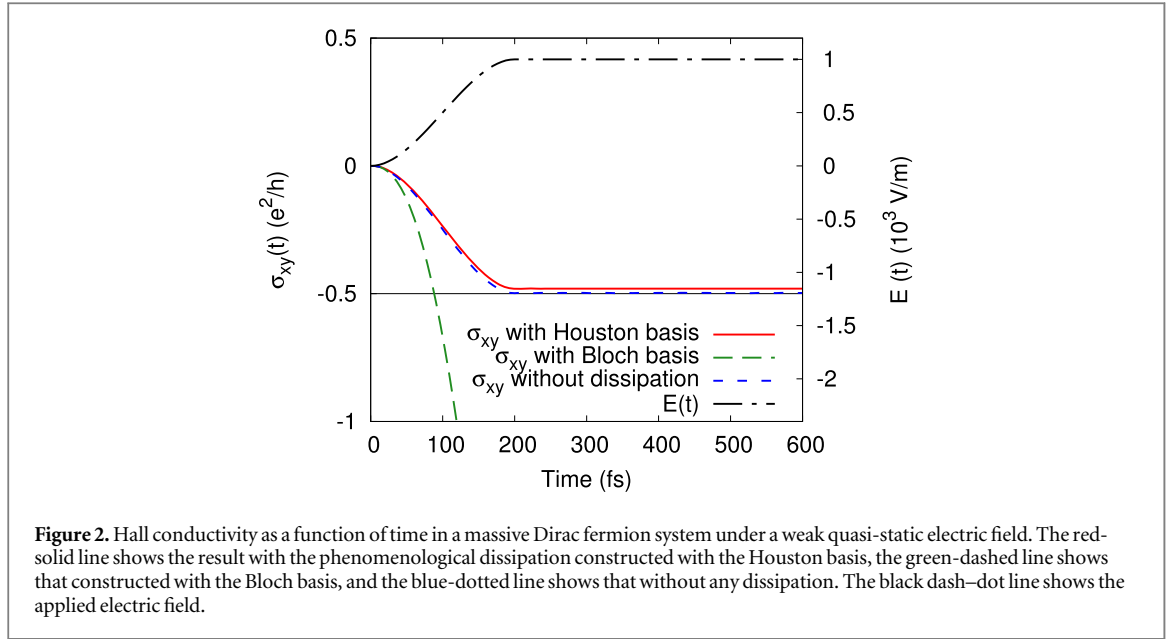 0.5
0
-0.5
-1
σxy(t) (e2/h)
1
0.5
0
-0.5
-1
-1.5
-2
E (t) (103 V/m)
σxy with Houston basis
σxy with Bloch basis
σxy without dissipation
E(t)
0 100 200 300 400 500 600
Time (fs)
Figure 2. Hall conductivity as a function of time in a massive Dirac fermion system under a weak quasi-static electric field. The red-
solid line shows the result with the phenomenological dissipation constructed with the Houston basis, the green-dashed line shows
that constructed with the Bloch basis, and the blue-dotted line shows that without any dissipation. The black dash–dot line shows the
applied electric field.